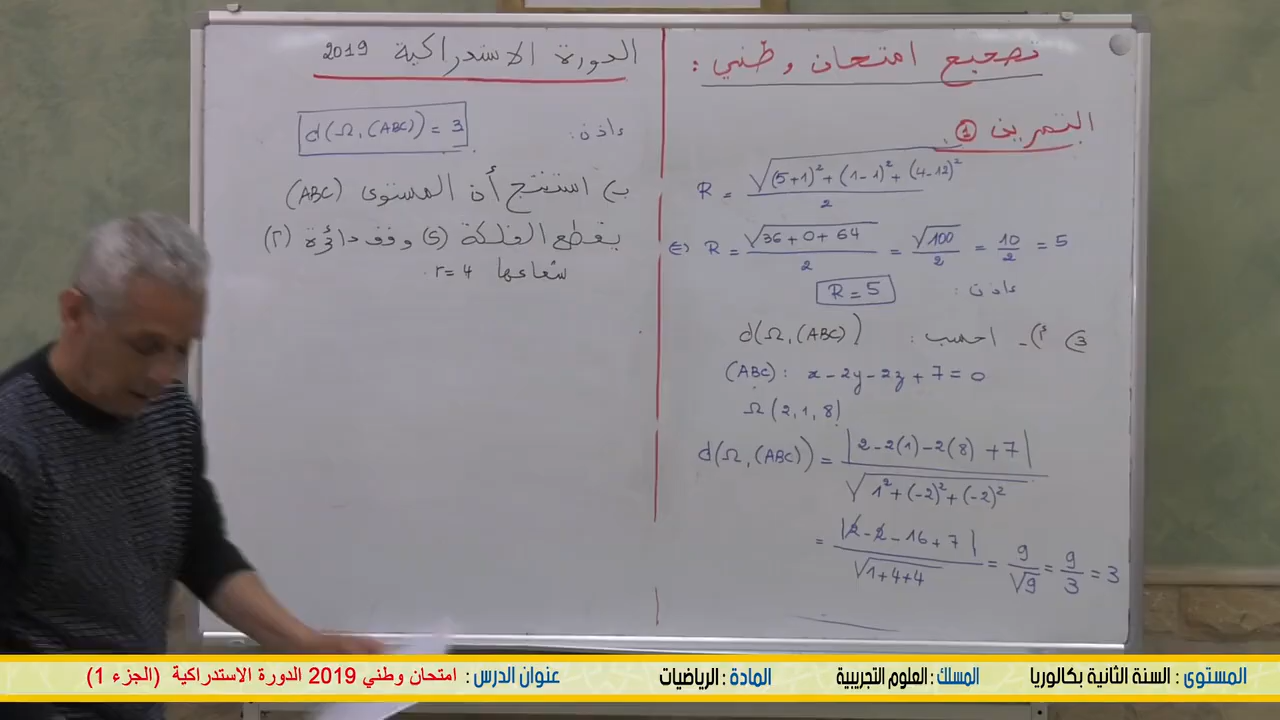 تصحيح امتحان وطني :
التمرين ①
R = √((5+1)² + (1-1)² + (4-12)²) / 2
⇔ R = √(36+0+64) / 2 = √100 / 2 = 10/2 = 5
ءاذن : R = 5
3) أ)- احسب : d(Ω,(ABC))
(ABC): x - 2y - 2z + 7 = 0
Ω(2,1,8)
d(Ω,(ABC)) = |2-2(1)-2(8)+7| / √(1²+(-2)²+(-2)²)
= |2-2-16+7| / √(1+4+4) = 9/√9 = 9/3 = 3
الدورة الاستدراكية 2019
ءاذن : d(Ω,(ABC)) = 3
ب) استنتج أن المستوى (ABC)
يقطع الفلكة (S) وفق دائرة (Γ)
شعاعها r = 4.
المستوى : السنة الثانية بكالوريا المسلك : العلوم التجريبية المادة : الرياضيات عنوان الدرس : امتحان وطني 2019 الدورة الاستدراكية (الجزء 1)